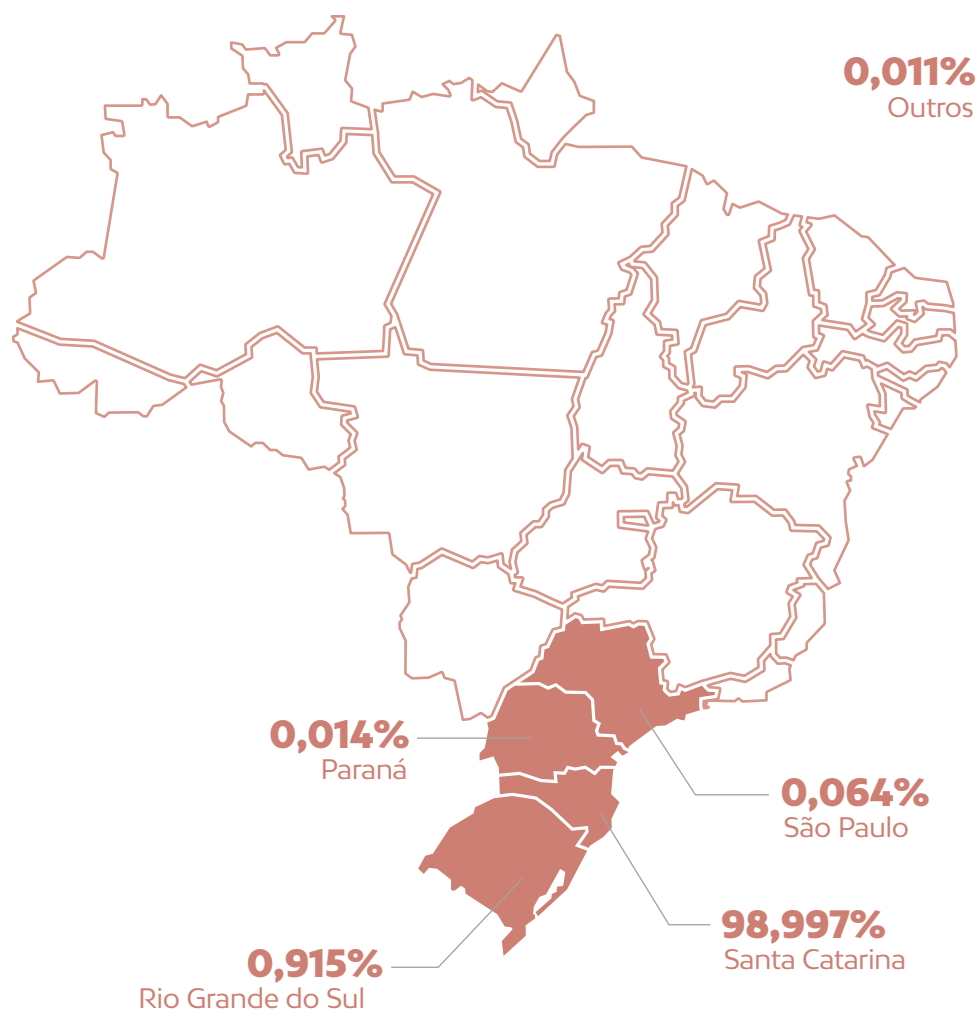 0,011%
Outros
0,014%
Paraná
0,064%
São Paulo
98,997%
Santa Catarina
0,915%
Rio Grande do Sul